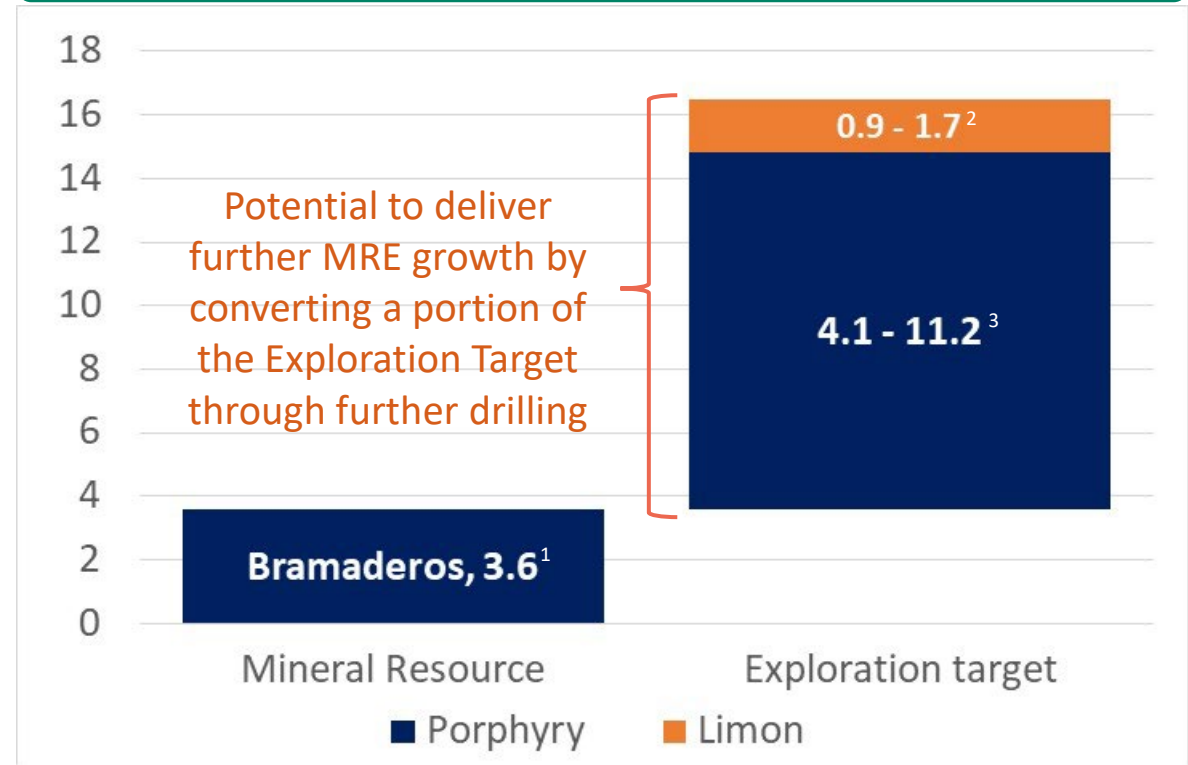 18
16
14
12
10
8
6
4
2
0
0.9 - 1.7 2
Potential to deliver
further MRE growth by
converting a portion of
the Exploration Target
through further drilling
4.1 - 11.2 3
Bramaderos, 3.6 1
Mineral Resource
Exploration target
Porphyry
Limon